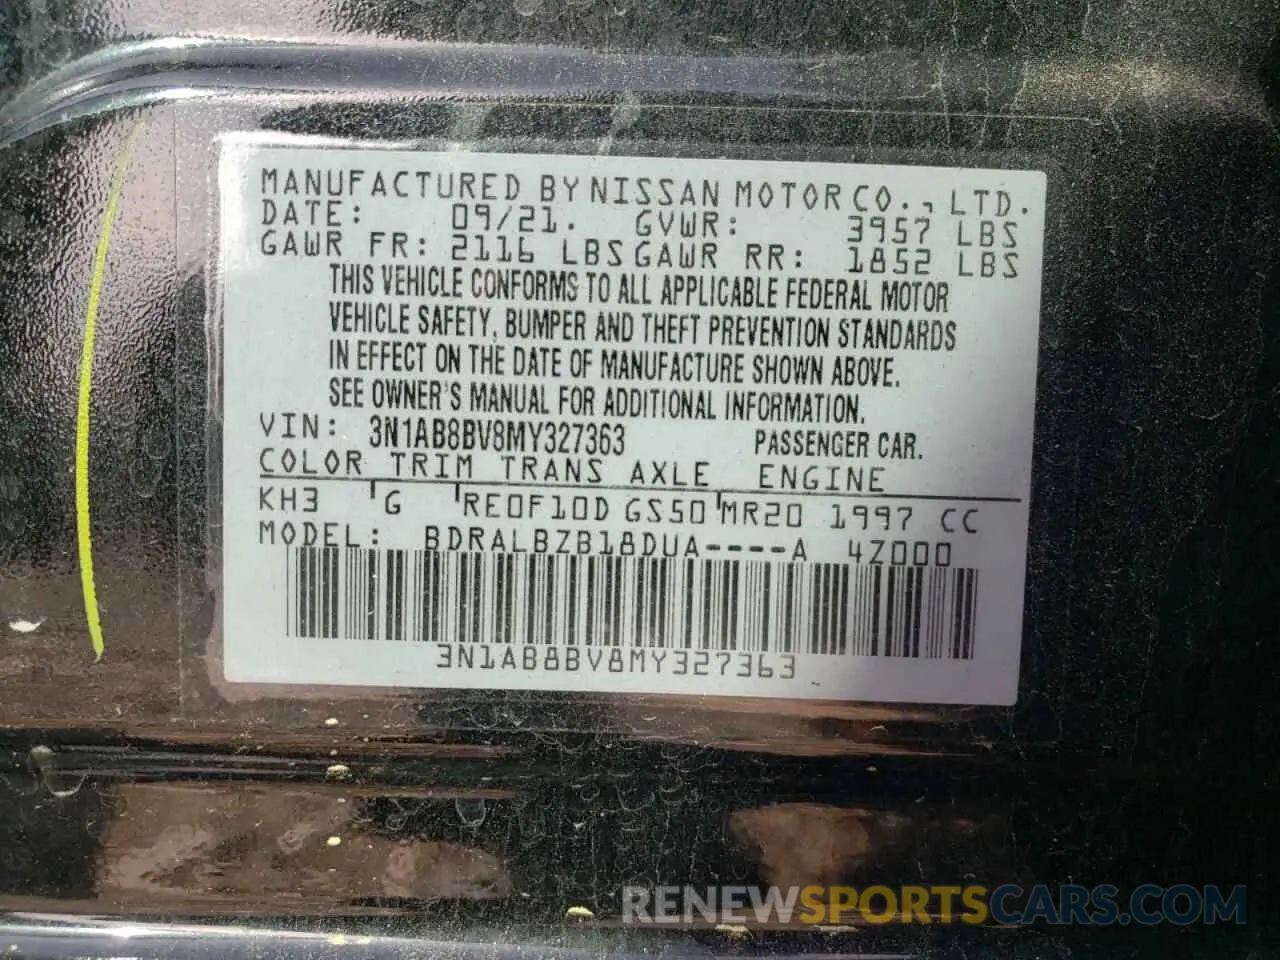 MANUFACTURED BY NISSAN MOTOR CO., LTD.
DATE: 09/21. GVWR: 3957 LBS
GAWR FR: 2116 LBS GAWR RR: 1852 LBS
THIS VEHICLE CONFORMS TO ALL APPLICABLE FEDERAL MOTOR
VEHICLE SAFETY, BUMPER AND THEFT PREVENTION STANDARDS
IN EFFECT ON THE DATE OF MANUFACTURE SHOWN ABOVE.
SEE OWNER'S MANUAL FOR ADDITIONAL INFORMATION.
VIN: 3N1AB8BV8MY327363 PASSENGER CAR.
COLOR TRIM TRANS AXLE ENGINE
KH3 G RE0F10D GS50 MR20 1997 CC
MODEL: BDRALBZB18DUA----A 4Z000
3N1AB8BV8MY327363
RENEWSPORTSCARS.COM